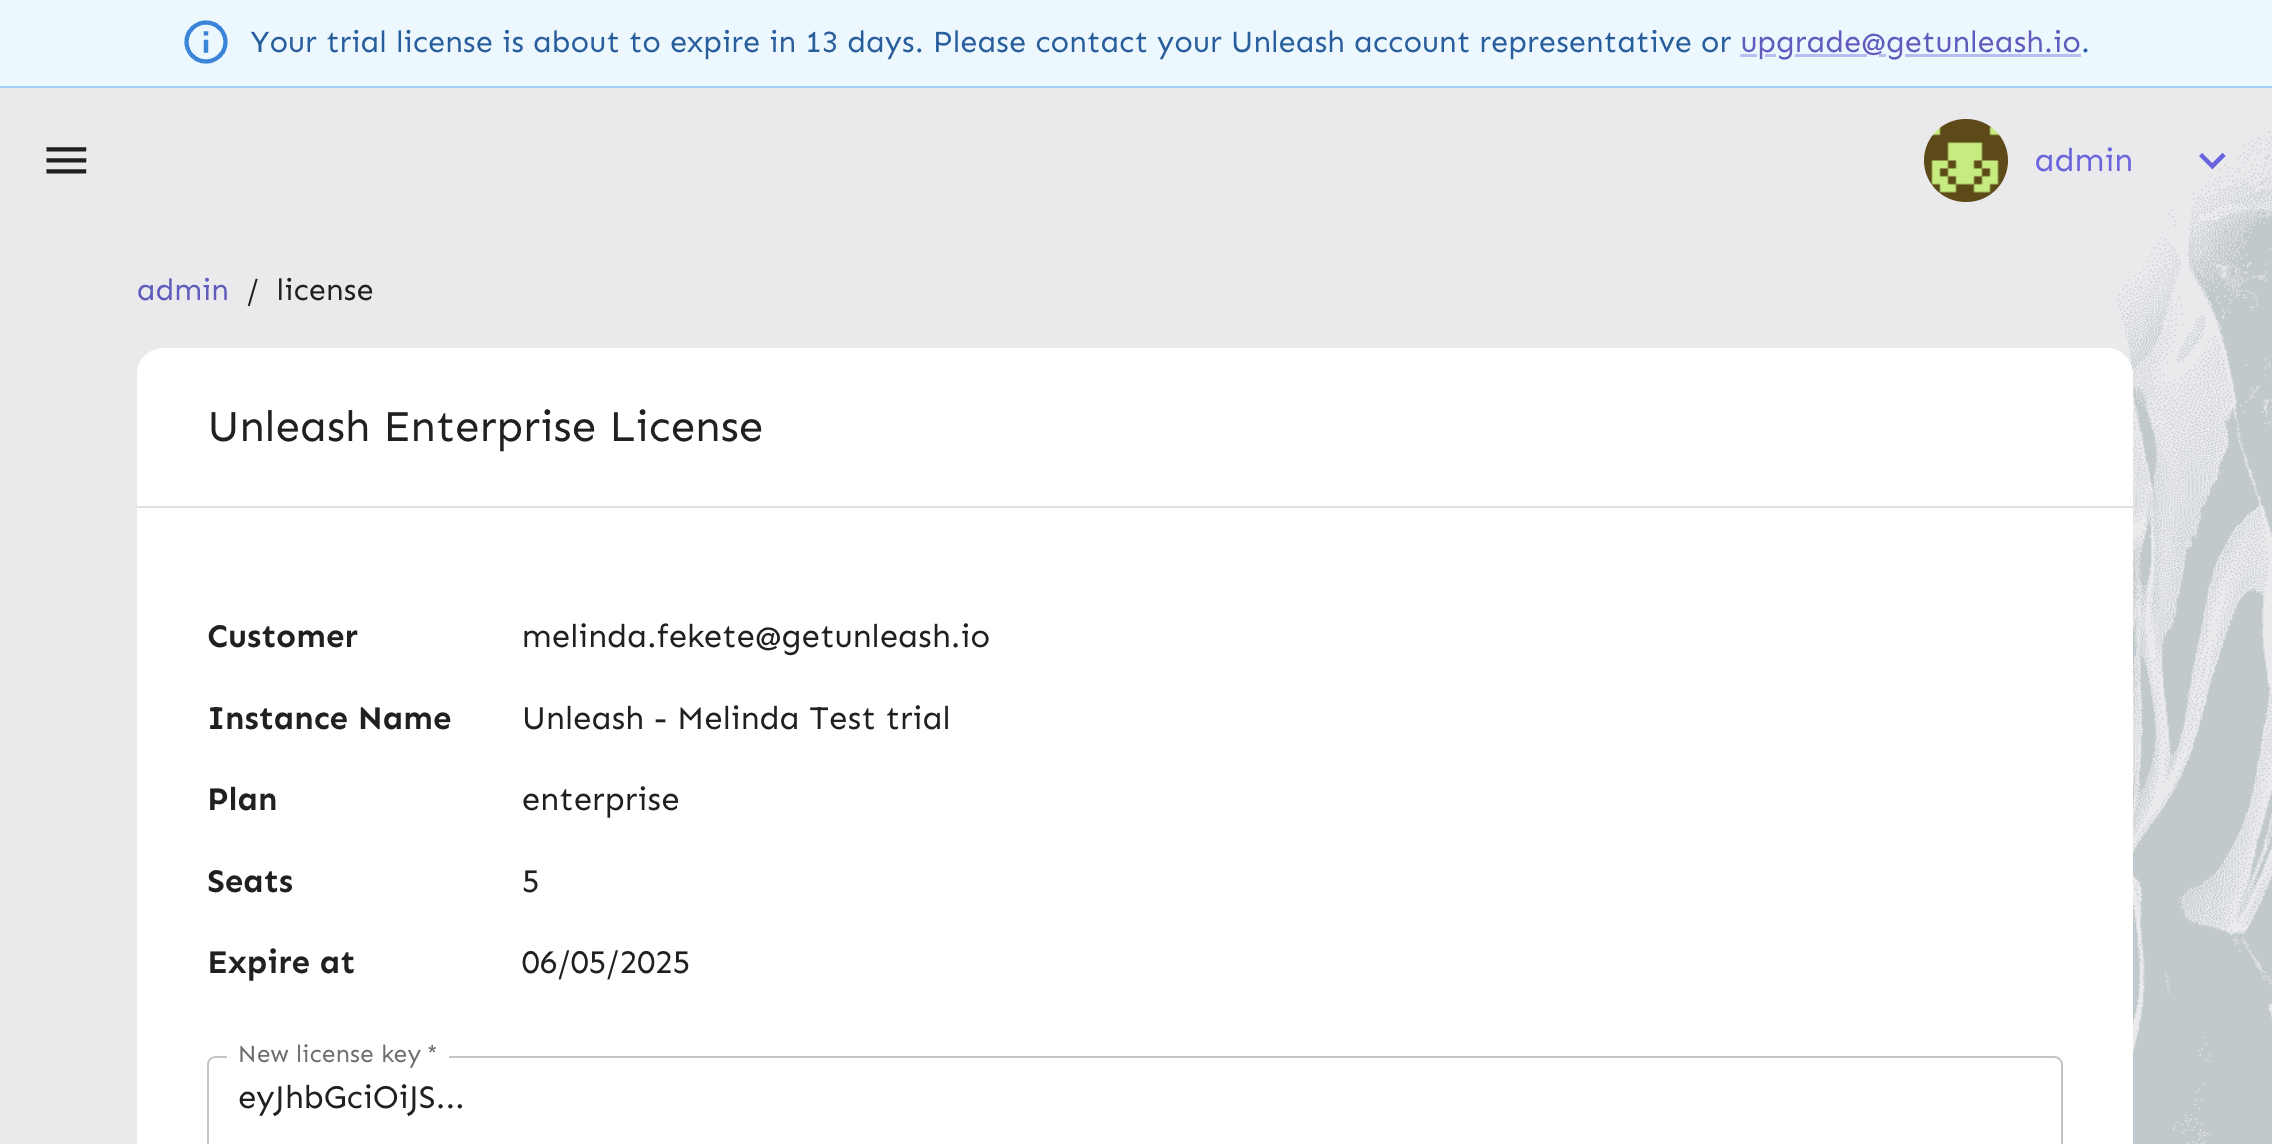 Your trial license is about to expire in 13 days. Please contact your Unleash account representative or upgrade@getunleash.io.
admin
admin / license
Unleash Enterprise License
Customer melinda.fekete@getunleash.io
Instance Name Unleash - Melinda Test trial
Plan enterprise
Seats 5
Expire at 06/05/2025
New license key *
eyJhbGciOiJS...